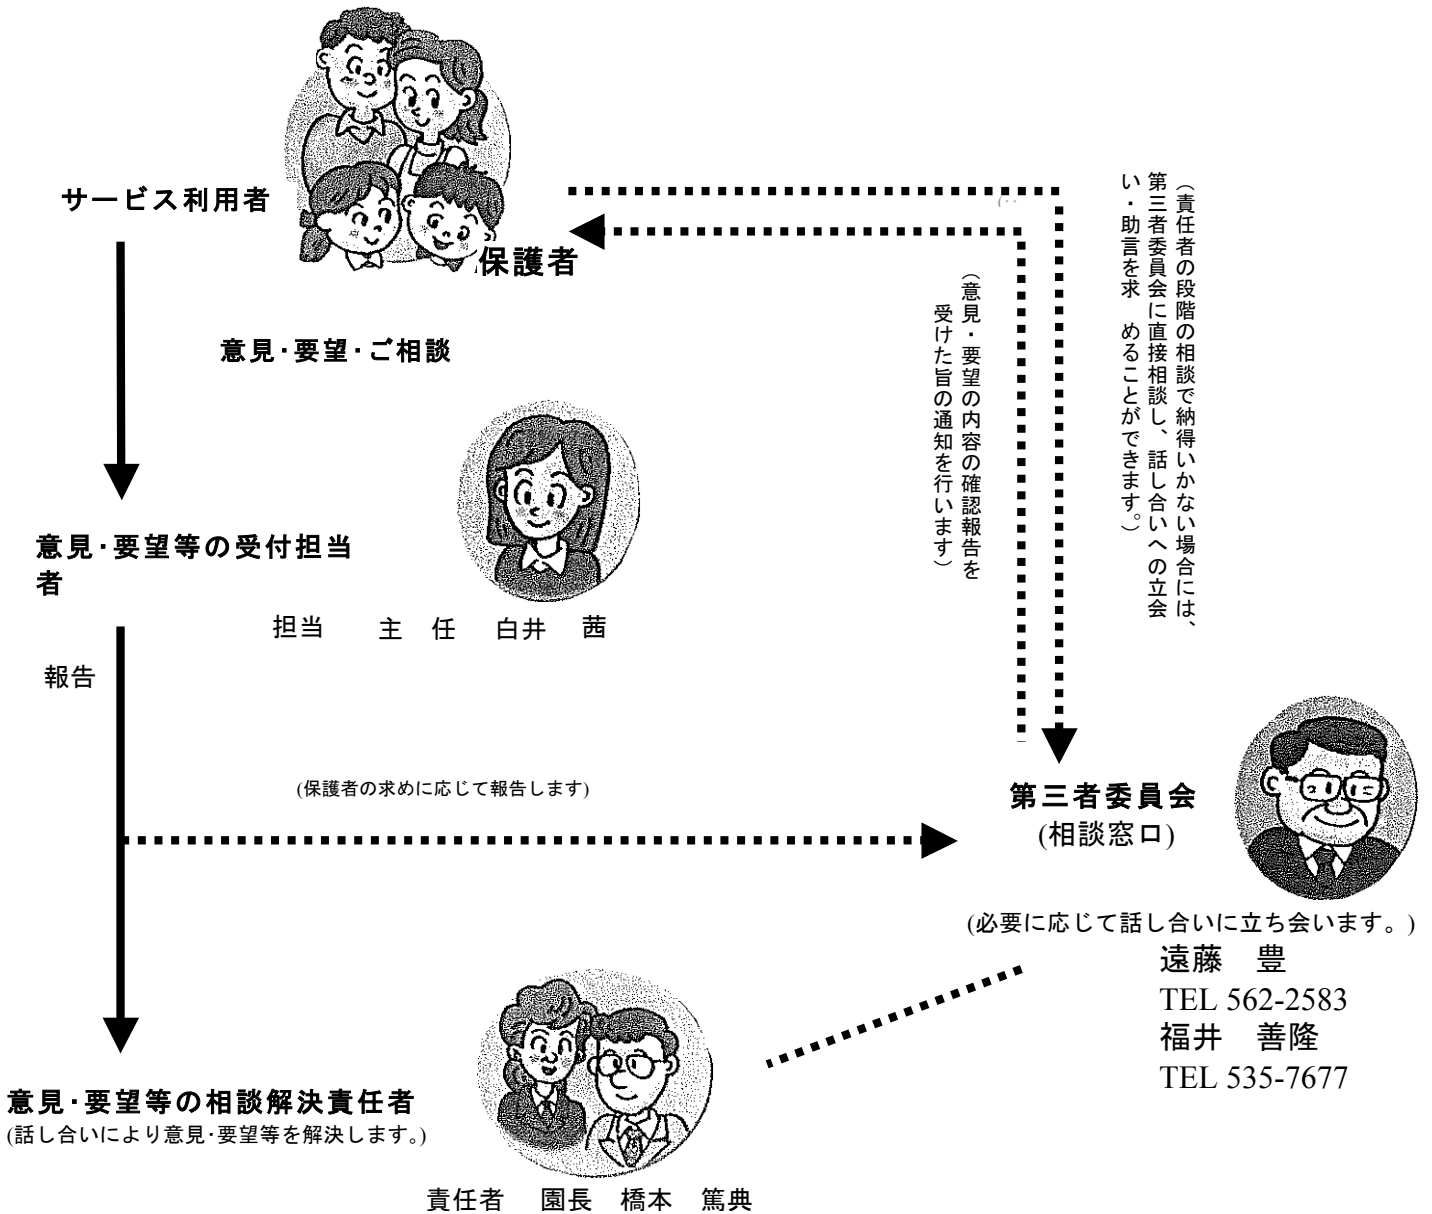 サービス利用者
保護者
意見・要望・ご相談
(責任者の段階の相談で納得いかない場合には、
第三者委員会に直接相談し、話し合いへの立会
い・助言を求　めることができます。)
(意見・要望の内容の確認報告を
受けた旨の通知を行います)
意見・要望等の受付担当
者
担当　主　任　白井　茜
報告
(保護者の求めに応じて報告します)
第三者委員会
(相談窓口)
(必要に応じて話し合いに立ち会います。)
遠藤　豊
TEL 562-2583
福井　善隆
TEL 535-7677
意見・要望等の相談解決責任者
(話し合いにより意見・要望等を解決します。)
責任者　園長　橋本　篤典